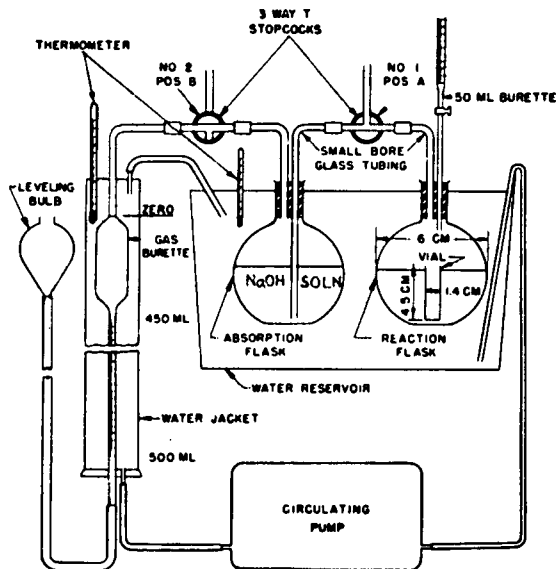 3 WAY T
STOPCOCKS
THERMOMETER
NO 2
POS B
NO 1
POS A
50 ML BURETTE
SMALL BORE
GLASS TUBING
LEVELING
BULB
ZERO
GAS
BURETTE
6 CM
VIAL
NaOH SOLN
4.5 CM
1.4 CM
450 ML
ABSORPTION
FLASK
REACTION
FLASK
WATER RESERVOIR
WATER JACKET
500 ML
CIRCULATING
PUMP